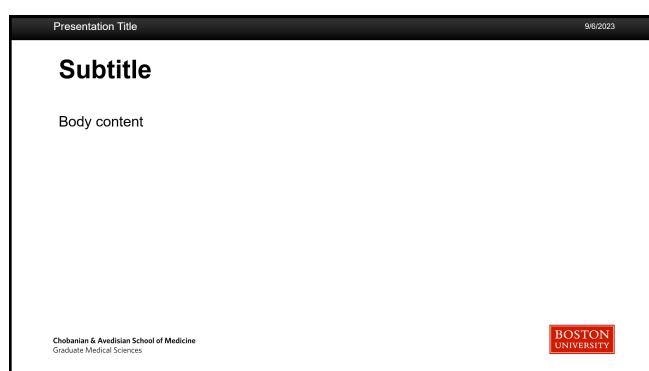 Presentation Title
9/6/2023
Subtitle
Body content
Chobanian & Avedisian School of Medicine
Graduate Medical Sciences
BOSTON
UNIVERSITY